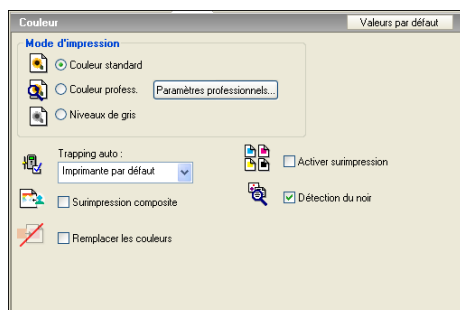 Couleur
Valeurs par défaut
Mode d'impression
Couleur standard
Couleur profess.
Paramètres professionnels...
Niveaux de gris
Trapping auto :
Imprimante par défaut
Activer surimpression
Surimpression composite
Détection du noir
Remplacer les couleurs